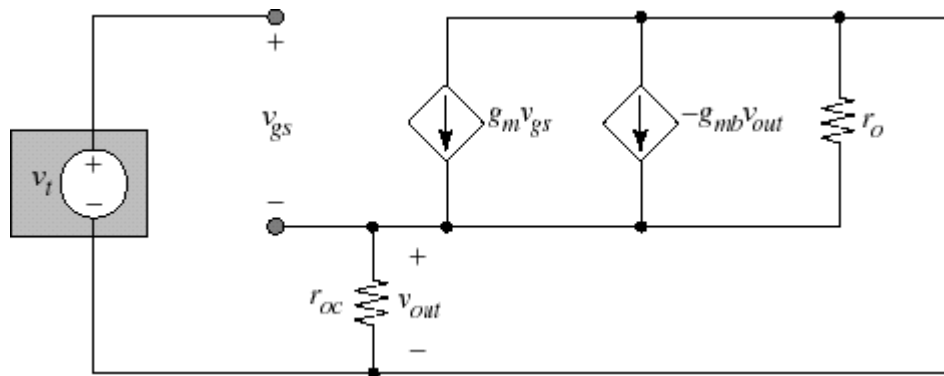 +
v_gs
−
v_t
+
−
g_m v_gs
−g_mb v_out
r_o
r_oc
+
v_out
−